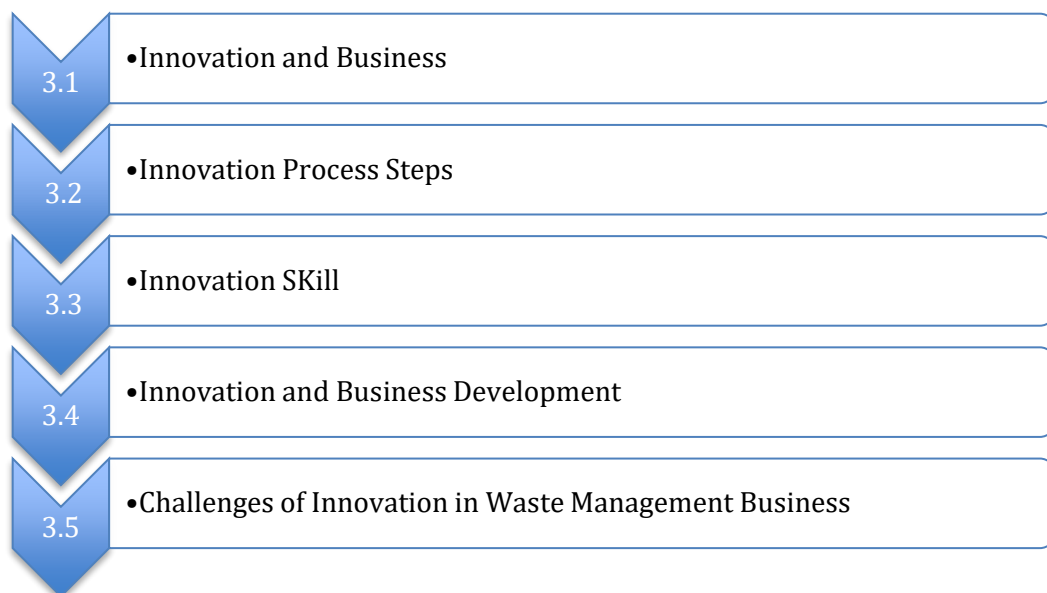 3.1
•Innovation and Business
3.2
•Innovation Process Steps
3.3
•Innovation SKill
3.4
•Innovation and Business Development
3.5
•Challenges of Innovation in Waste Management Business